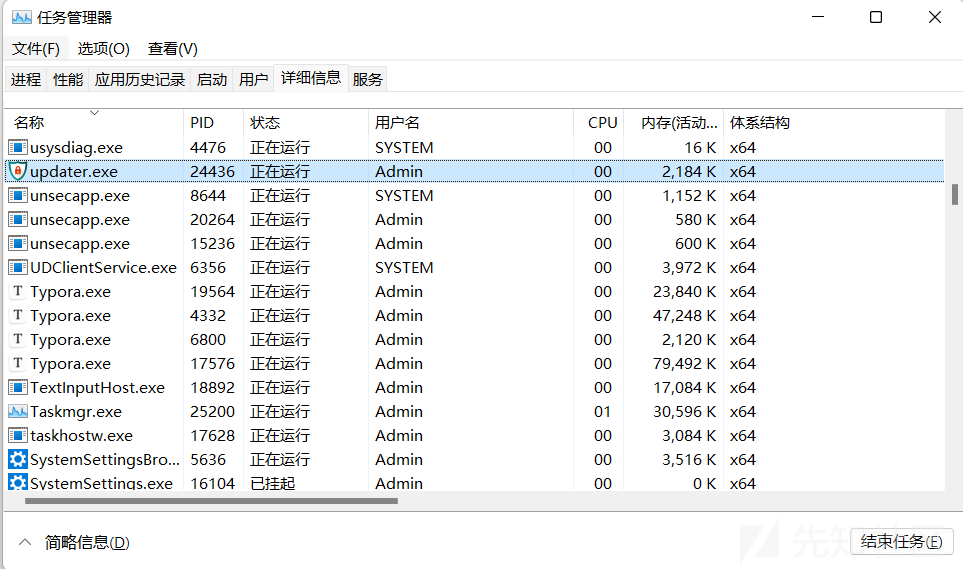 任务管理器
文件(F) 选项(O) 查看(V)
进程 性能 应用历史记录 启动 用户 详细信息 服务
名称 PID 状态 用户名 CPU 内存(活动... 体系结构
usysdiag.exe 4476 正在运行 SYSTEM 00 16 K x64
updater.exe 24436 正在运行 Admin 00 2,184 K x64
unsecapp.exe 8644 正在运行 SYSTEM 00 1,152 K x64
unsecapp.exe 20264 正在运行 Admin 00 580 K x64
unsecapp.exe 15236 正在运行 Admin 00 600 K x64
UDClientService.exe 6356 正在运行 SYSTEM 00 3,972 K x64
Typora.exe 19564 正在运行 Admin 00 23,840 K x64
Typora.exe 4332 正在运行 Admin 00 47,248 K x64
Typora.exe 6800 正在运行 Admin 00 2,120 K x64
Typora.exe 17576 正在运行 Admin 00 79,492 K x64
TextInputHost.exe 18892 正在运行 Admin 00 17,084 K x64
Taskmgr.exe 25200 正在运行 Admin 01 30,596 K x64
taskhostw.exe 17628 正在运行 Admin 00 3,084 K x64
SystemSettingsBro... 5636 正在运行 Admin 00 3,516 K x64
SystemSettings.exe 16104 已挂起 Admin 00 0 K x64
简略信息(D) 结束任务(E)
先知